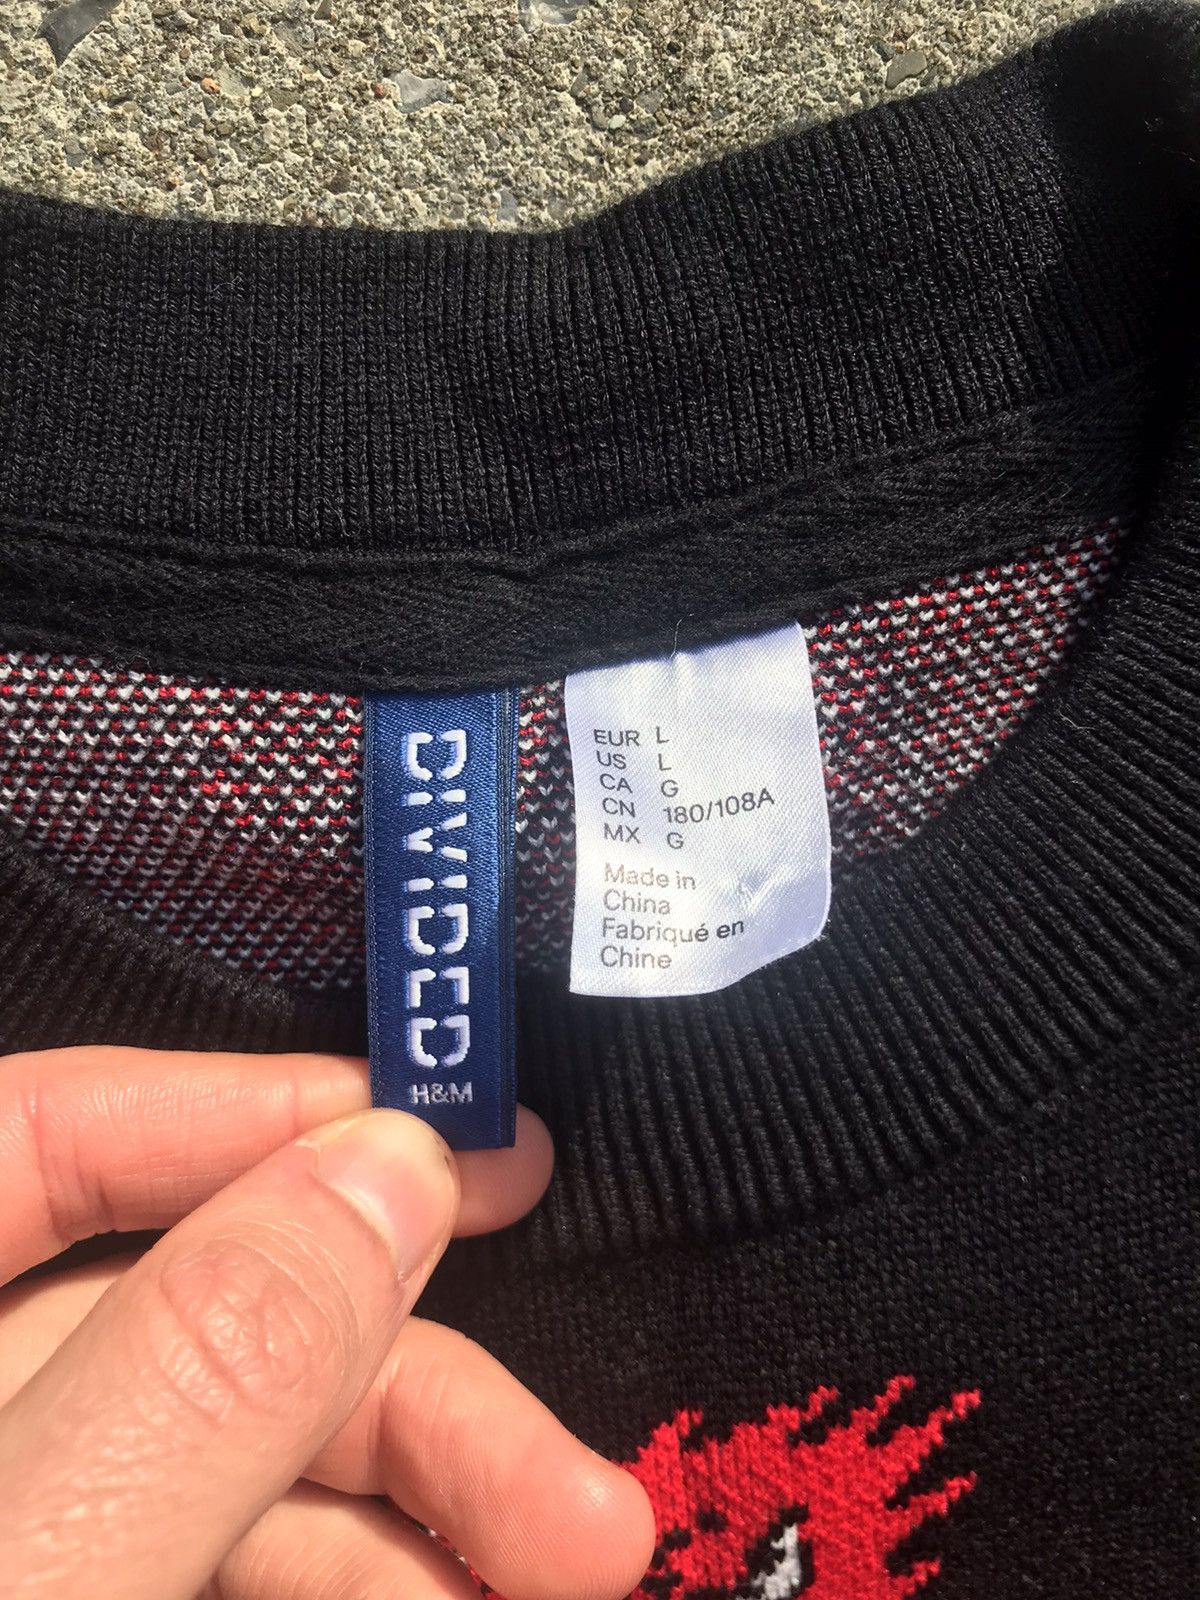 DIVIDED
H&M
EUR L
US L
CA G
CN 180/108A
MX G
Made in
China
Fabriqué en
Chine